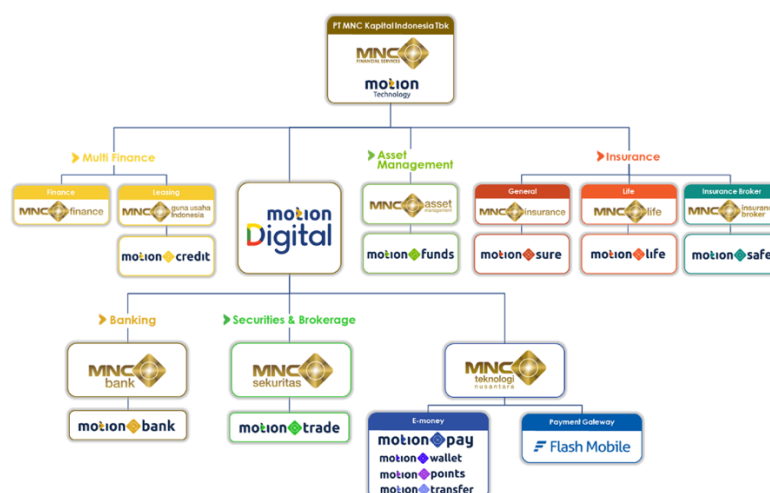 PT MNC Kapital Indonesia Tbk
MNC
FINANCIAL SERVICES
motion
Technology
Multi Finance
Asset
Management
Insurance
Finance
MNC finance
Leasing
MNC guna usaha
Indonesia
motion credit
motion
Digital
MNC asset
management
motion funds
General
MNC insurance
motion sure
Life
MNC life
motion life
Insurance Broker
MNC insurance
broker
motion safe
Banking
MNC
bank
motion bank
Securities & Brokerage
MNC
sekuritas
motion trade
MNC
teknologi
nusantara
E-money
motion pay
motion wallet
motion points
motion transfer
Payment Gateway
Flash Mobile